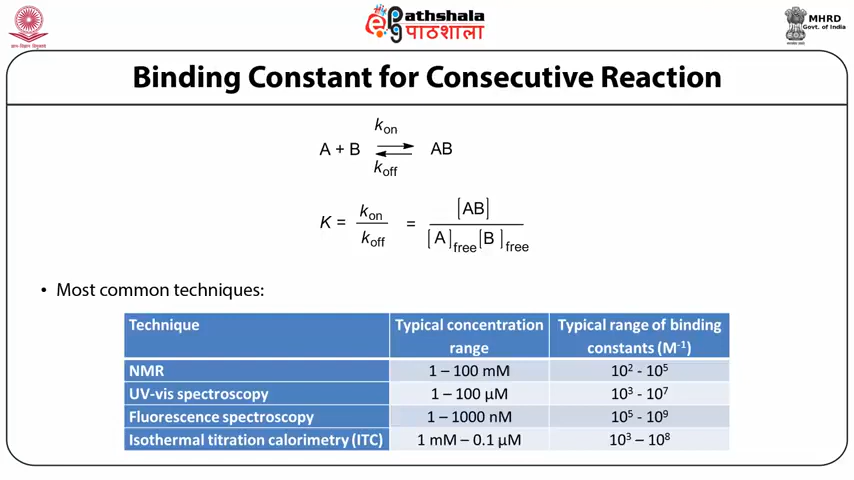 Pathshala
पाठशाला
MHRD
Govt. of India
Binding Constant for Consecutive Reaction
kon
A + B AB
koff
K = kon / koff = [AB] / [A]free [B]free
• Most common techniques:
Technique Typical concentration range Typical range of binding constants (M⁻¹)
NMR 1 – 100 mM 10² - 10⁵
UV-vis spectroscopy 1 – 100 μM 10³ - 10⁷
Fluorescence spectroscopy 1 – 1000 nM 10⁵ - 10⁹
Isothermal titration calorimetry (ITC) 1 mM – 0.1 μM 10³ – 10⁸